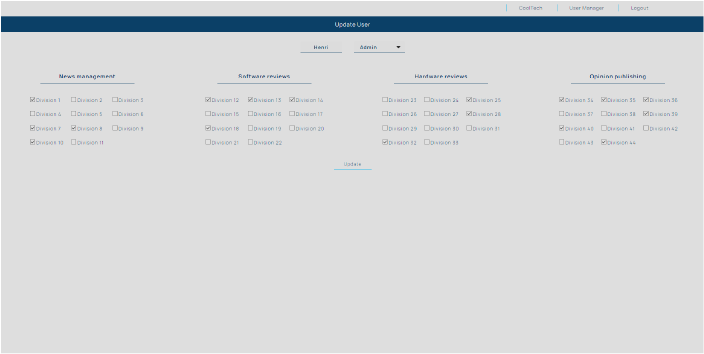 CoolTech User Manager Logout
Update User
Henri Admin
News management Software reviews Hardware reviews Opinion publishing
Division 1 Division 2 Division 3 Division 12 Division 13 Division 14 Division 23 Division 24 Division 25 Division 34 Division 35 Division 36
Division 4 Division 5 Division 6 Division 15 Division 16 Division 17 Division 26 Division 27 Division 28 Division 37 Division 38 Division 39
Division 7 Division 8 Division 9 Division 18 Division 19 Division 20 Division 29 Division 30 Division 31 Division 40 Division 41 Division 42
Division 10 Division 11 Division 21 Division 22 Division 32 Division 33 Division 43 Division 44
Update